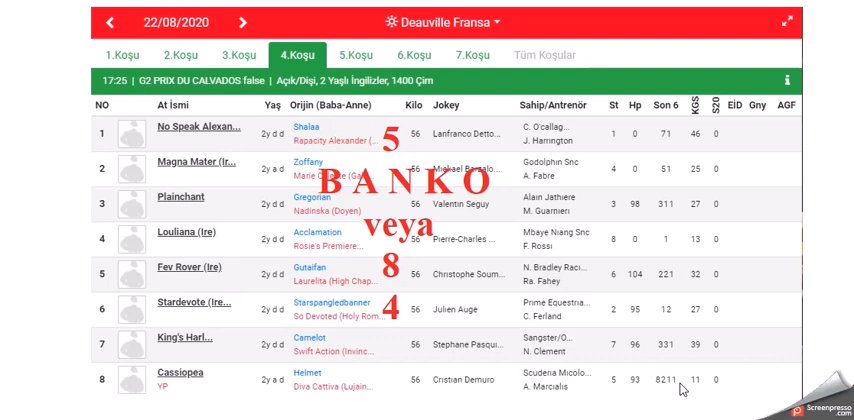 22/08/2020
Deauville Fransa
1.Koşu 2.Koşu 3.Koşu 4.Koşu 5.Koşu 6.Koşu 7.Koşu Tüm Koşular
17:25 | G2 PRIX DU CALVADOS false | Açık/Dişi, 2 Yaşlı İngilizler, 1400 Çim
NO At İsmi Yaş Orijin (Baba-Anne) Kilo Jokey Sahip/Antrenör St Hp Son 6 KGS S20 EİD Gny AGF
1 No Speak Alexan... 2y d d Shalaa 56 Lanfranco Detto... C. O'callag... 1 0 71 46 0
Rapacity Alexander (... J. Harrington
2 Magna Mater (Ir... 2y d d Zoffany 56 Mickael Barzalo... Godolphin Snc 4 0 51 25 0
A. Fabre
3 Plainchant 2y d d Gregorian 56 Valentin Seguy Alain Jathiere 3 98 311 27 0
Nadinska (Doyen) M. Guarnieri
4 Louliana (Ire) 2y d d Acclamation 56 Pierre-Charles ... Mbaye Niang Snc 8 0 1 13 0
Rosie's Premiere... F. Rossi
5 Fev Rover (Ire) 2y d d Gutaifan 56 Christophe Soum... N. Bradley Raci... 6 104 221 32 0
Laurelita (High Chap... Ra. Fahey
6 Stardevote (Ire... 2y d d Starspangledbanner 56 Julien Auge Prime Equestria... 2 95 12 27 0
So Devoted (Holy Rom... C. Ferland
7 King's Harl... 2y d d Camelot 56 Stephane Pasqui... Sangster/O... 7 96 331 39 0
Swift Action (Invinc... N. Clement
8 Cassiopea 2y a d Helmet 56 Cristian Demuro Scuderia Micolo... 5 93 8211 11 0
YP Diva Cattiva (Lujain... A. Marcialis
5
BANKO
veya
8
4
Screenpresso
.com